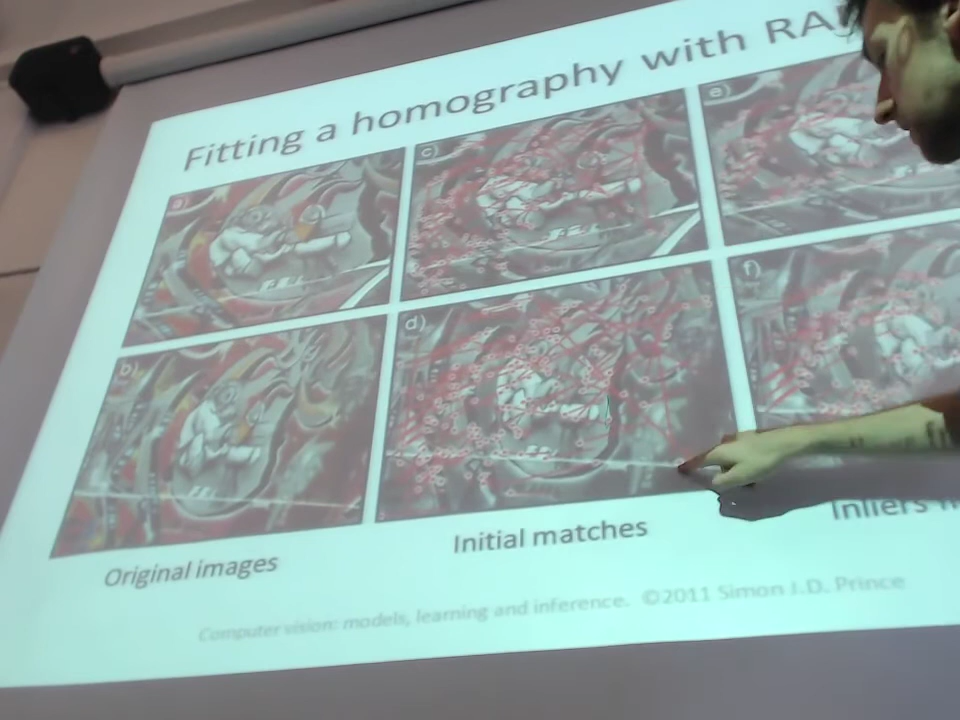 Fitting a homography with RA
a)
c)
e)
b)
d)
f)
Original images
Initial matches
Inliers
Computer vision: models, learning and inference. ©2011 Simon J.D. Prince